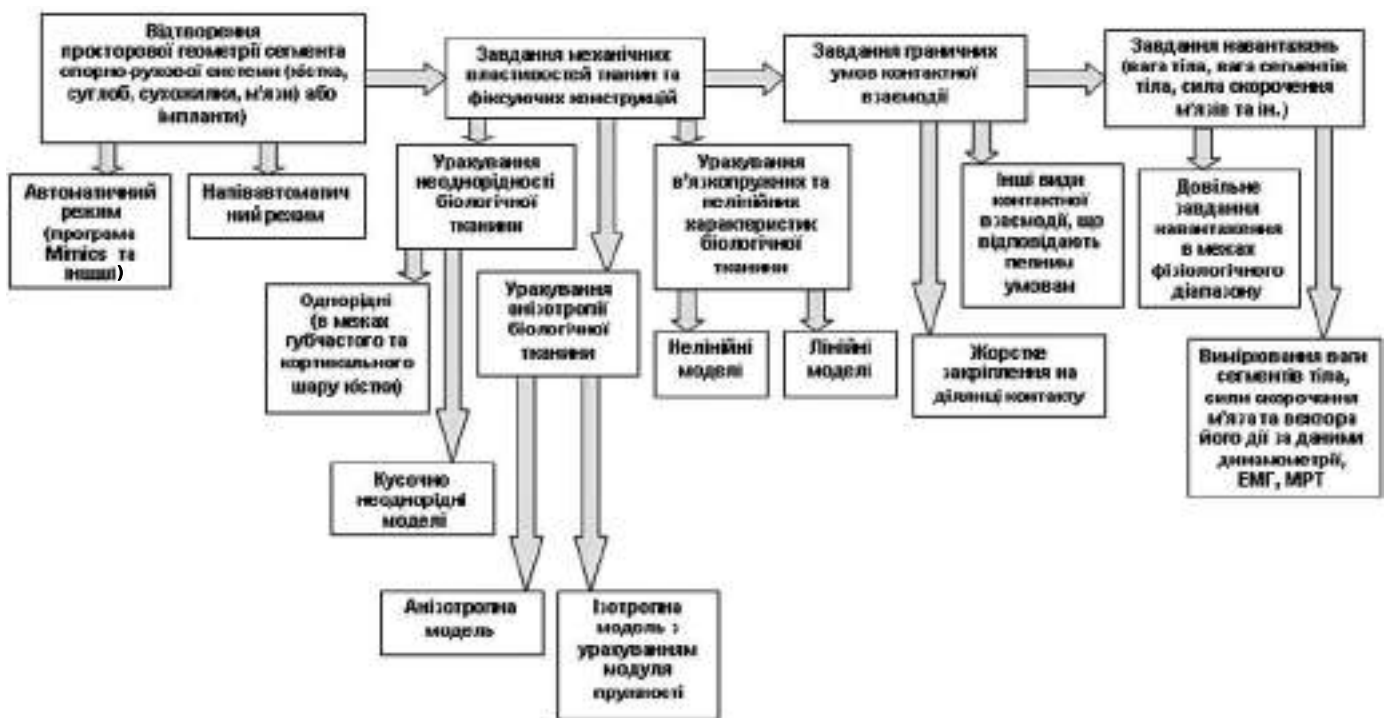 Відтворення
просторової геометрії сегмента
опорно-рухової системи (кістка,
суглоб, сухожилки, м'язи) або
імпланти)
Завдання механічних
властивостей тканин та
фіксуючих конструкцій
Завдання граничних
умов контактної
взаємодії
Завдання навантажень
(вага тіла, вага сегментів
тіла, сила скорочення
м'язів та ін.)
Автоматичний
режим
(програма
Mimics та
інших)
Напівавтоматич
ний режим
Урахування
неоднорідності
біологічної
тканини
Урахування
в'язкопружних та
нелінійних
характеристик
біологічної
тканини
Інші види
контактної
взаємодії, що
відповідають
певним
умовам
Довільне
завдання
навантаження
в межах
фізіологічного
діапазону
Однорідні
(в межах
губчастого та
кортикального
шару кістки)
Урахування
анізотропії
біологічної
тканини
Нелінійні
моделі
Лінійні
моделі
Жорстке
закріплення на
ділянці контакту
Вимірювання ваги
сегментів тіла,
сили скорочення
м'яза та вектора
його дії за даними
динамометрії,
ЕМГ, МРТ
Кусочно
неоднорідні
моделі
Анізотропна
модель
Ізотропна
модель з
урахуванням
модуля
пружності